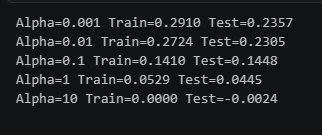 Alpha=0.001 Train=0.2910 Test=0.2357
Alpha=0.01 Train=0.2724 Test=0.2305
Alpha=0.1 Train=0.1410 Test=0.1448
Alpha=1 Train=0.0529 Test=0.0445
Alpha=10 Train=0.0000 Test=-0.0024